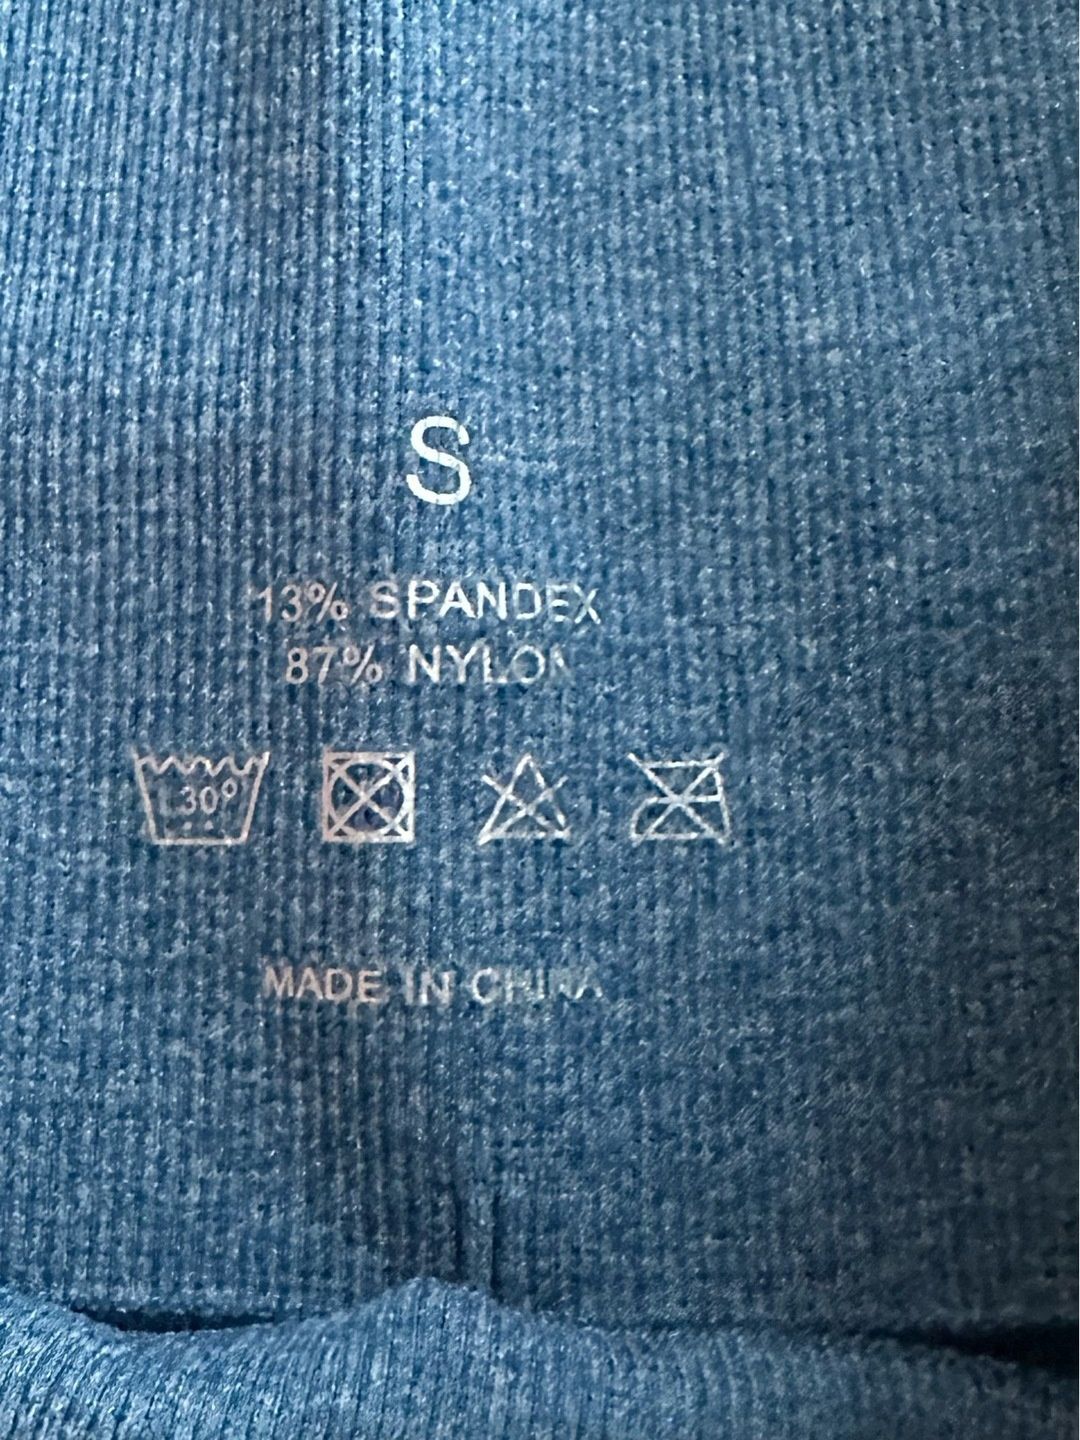 S
13% SPANDEX
87% NYLON
30°
MADE IN CHINA